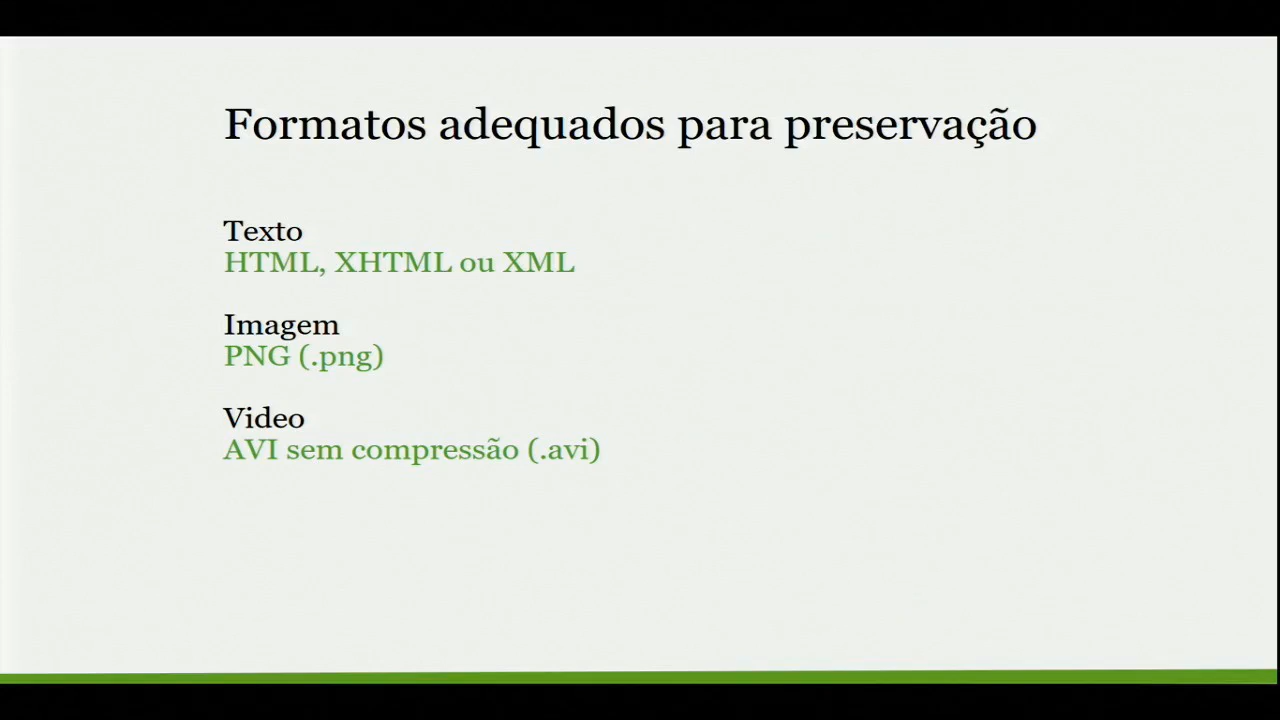 Formatos adequados para preservação
Texto
HTML, XHTML ou XML
Imagem
PNG (.png)
Video
AVI sem compressão (.avi)